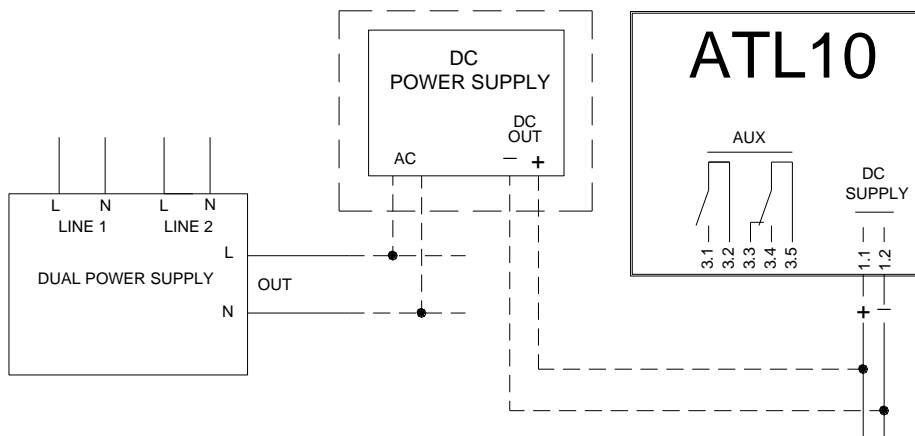 DC
POWER SUPPLY
DC
OUT
AC
—
+
ATL10
AUX
DC
SUPPLY
3.1
3.2
3.3
3.4
3.5
1.1
1.2
+
—
L N L N
LINE 1 LINE 2
L
DUAL POWER SUPPLY OUT
N